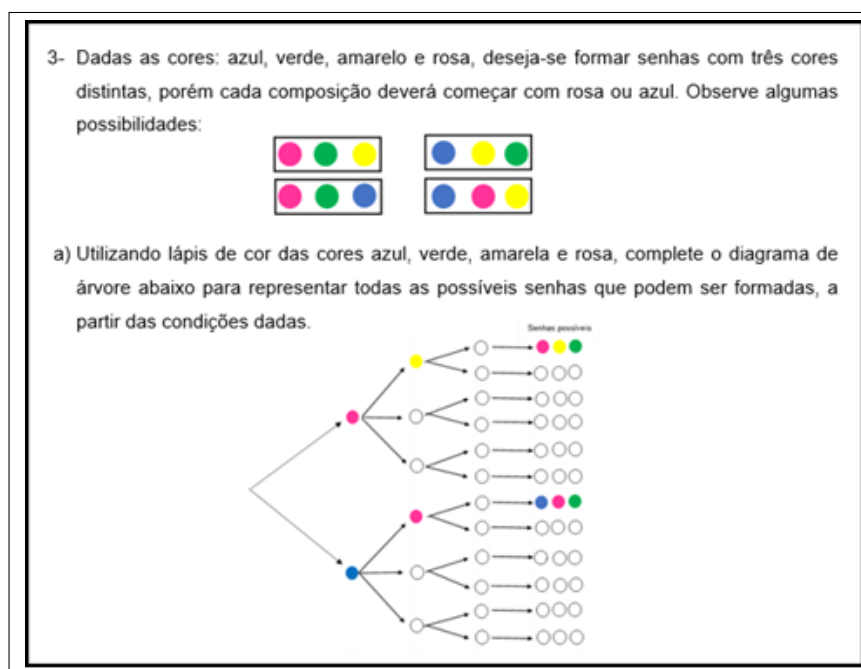 3- Dadas as cores: azul, verde, amarelo e rosa, deseja-se formar senhas com três cores
distintas, porém cada composição deverá começar com rosa ou azul. Observe algumas
possibilidades:
a) Utilizando lápis de cor das cores azul, verde, amarela e rosa, complete o diagrama de
árvore abaixo para representar todas as possíveis senhas que podem ser formadas, a
partir das condições dadas.
Senhas possíveis